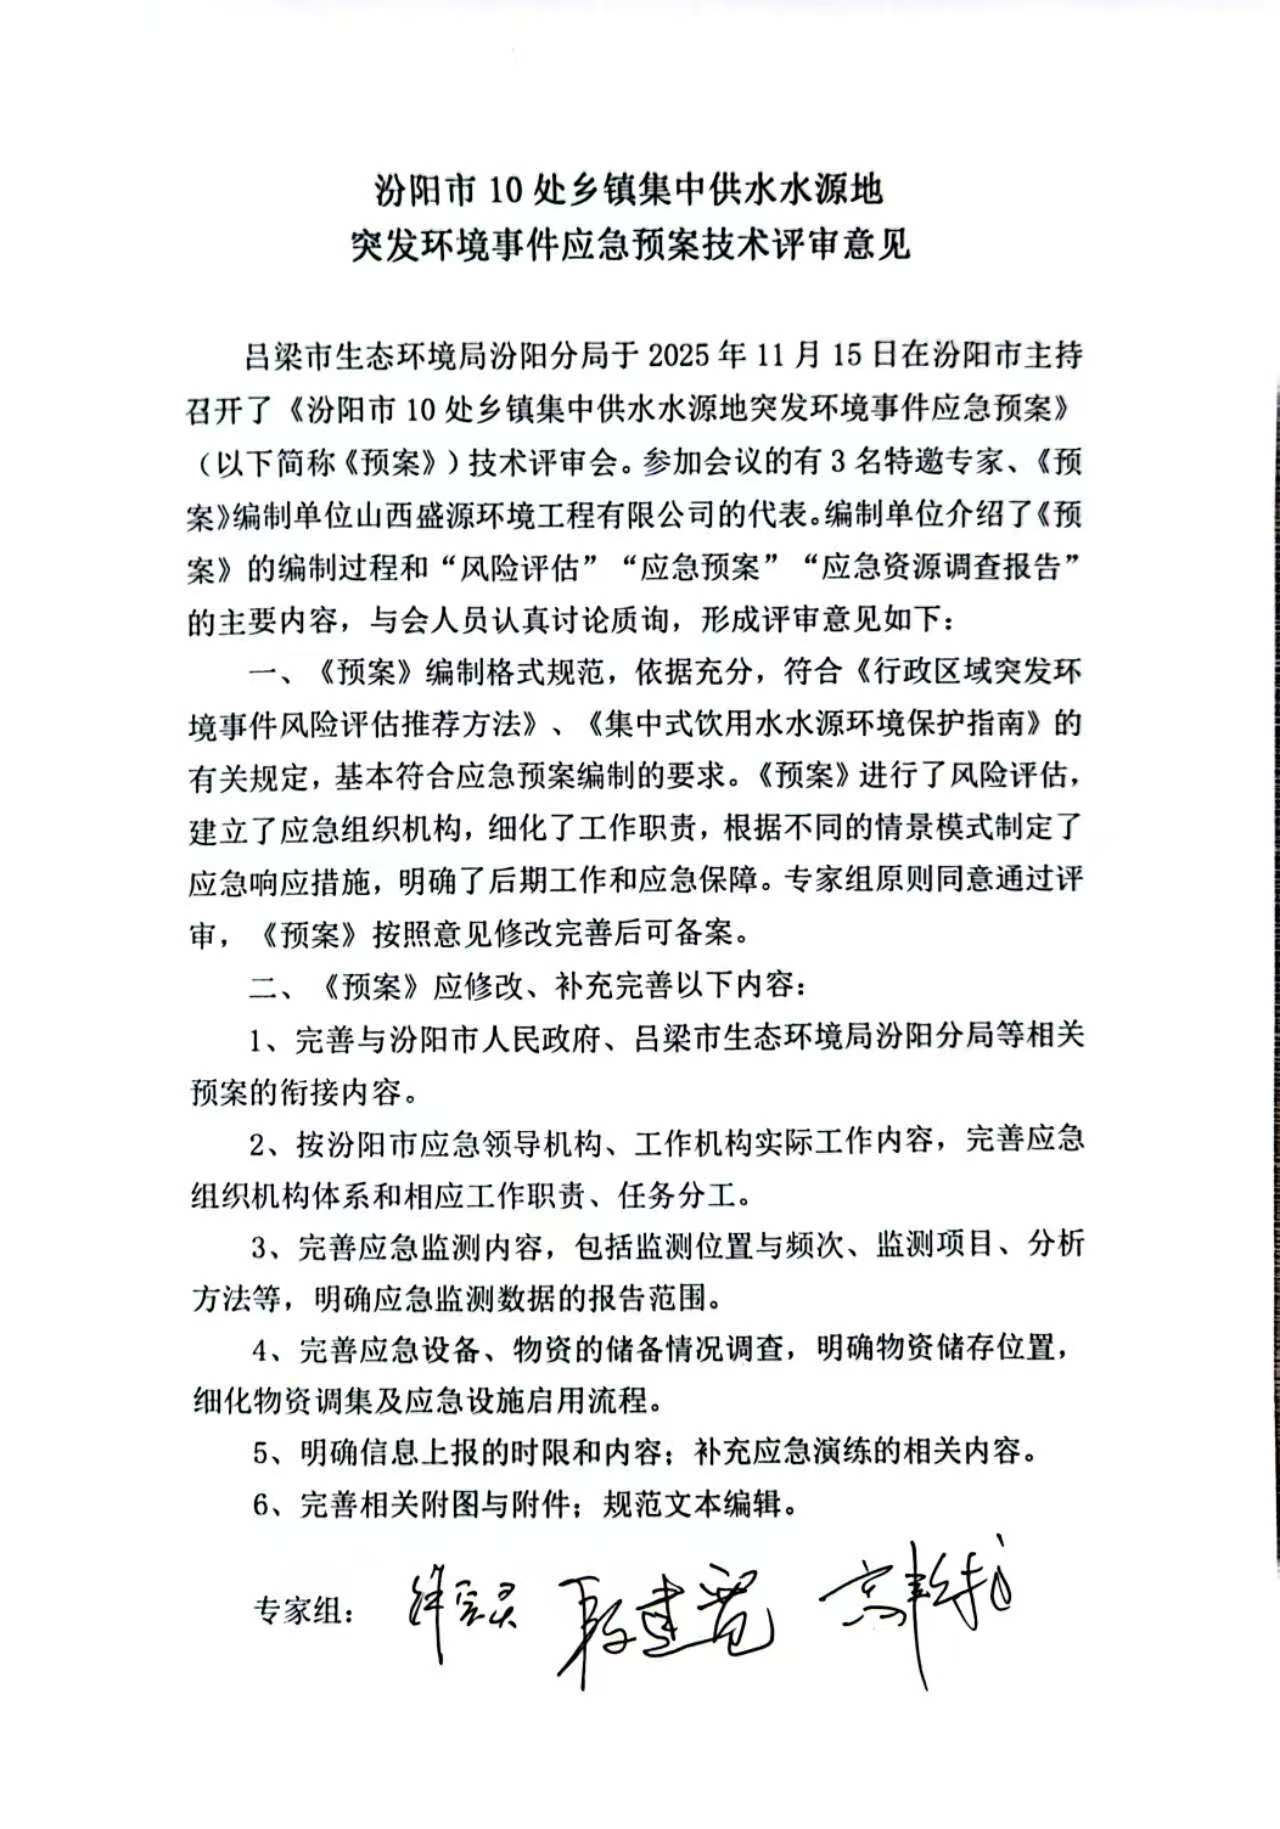 汾阳市 10 处乡镇集中供水水源地
突发环境事件应急预案技术评审意见
吕梁市生态环境局汾阳分局于 2025 年 11 月 15 日在汾阳市主持
召开了《汾阳市 10 处乡镇集中供水水源地突发环境事件应急预案》
（以下简称《预案》）技术评审会。参加会议的有 3 名特邀专家、《预
案》编制单位山西盛源环境工程有限公司的代表。编制单位介绍了《预
案》的编制过程和“风险评估”“应急预案”“应急资源调查报告”
的主要内容，与会人员认真讨论质询，形成评审意见如下：
一、《预案》编制格式规范，依据充分，符合《行政区域突发环
境事件风险评估推荐方法》、《集中式饮用水水源环境保护指南》的
有关规定，基本符合应急预案编制的要求。《预案》进行了风险评估，
建立了应急组织机构，细化了工作职责，根据不同的情景模式制定了
应急响应措施，明确了后期工作和应急保障。专家组原则同意通过评
审，《预案》按照意见修改完善后可备案。
二、《预案》应修改、补充完善以下内容：
1、完善与汾阳市人民政府、吕梁市生态环境局汾阳分局等相关
预案的衔接内容。
2、按汾阳市应急领导机构、工作机构实际工作内容，完善应急
组织机构体系和相应工作职责、任务分工。
3、完善应急监测内容，包括监测位置与频次、监测项目、分析
方法等，明确应急监测数据的报告范围。
4、完善应急设备、物资的储备情况调查，明确物资储存位置，
细化物资调集及应急设施启用流程。
5、明确信息上报的时限和内容；补充应急演练的相关内容。
6、完善相关附图与附件；规范文本编辑。
专家组：